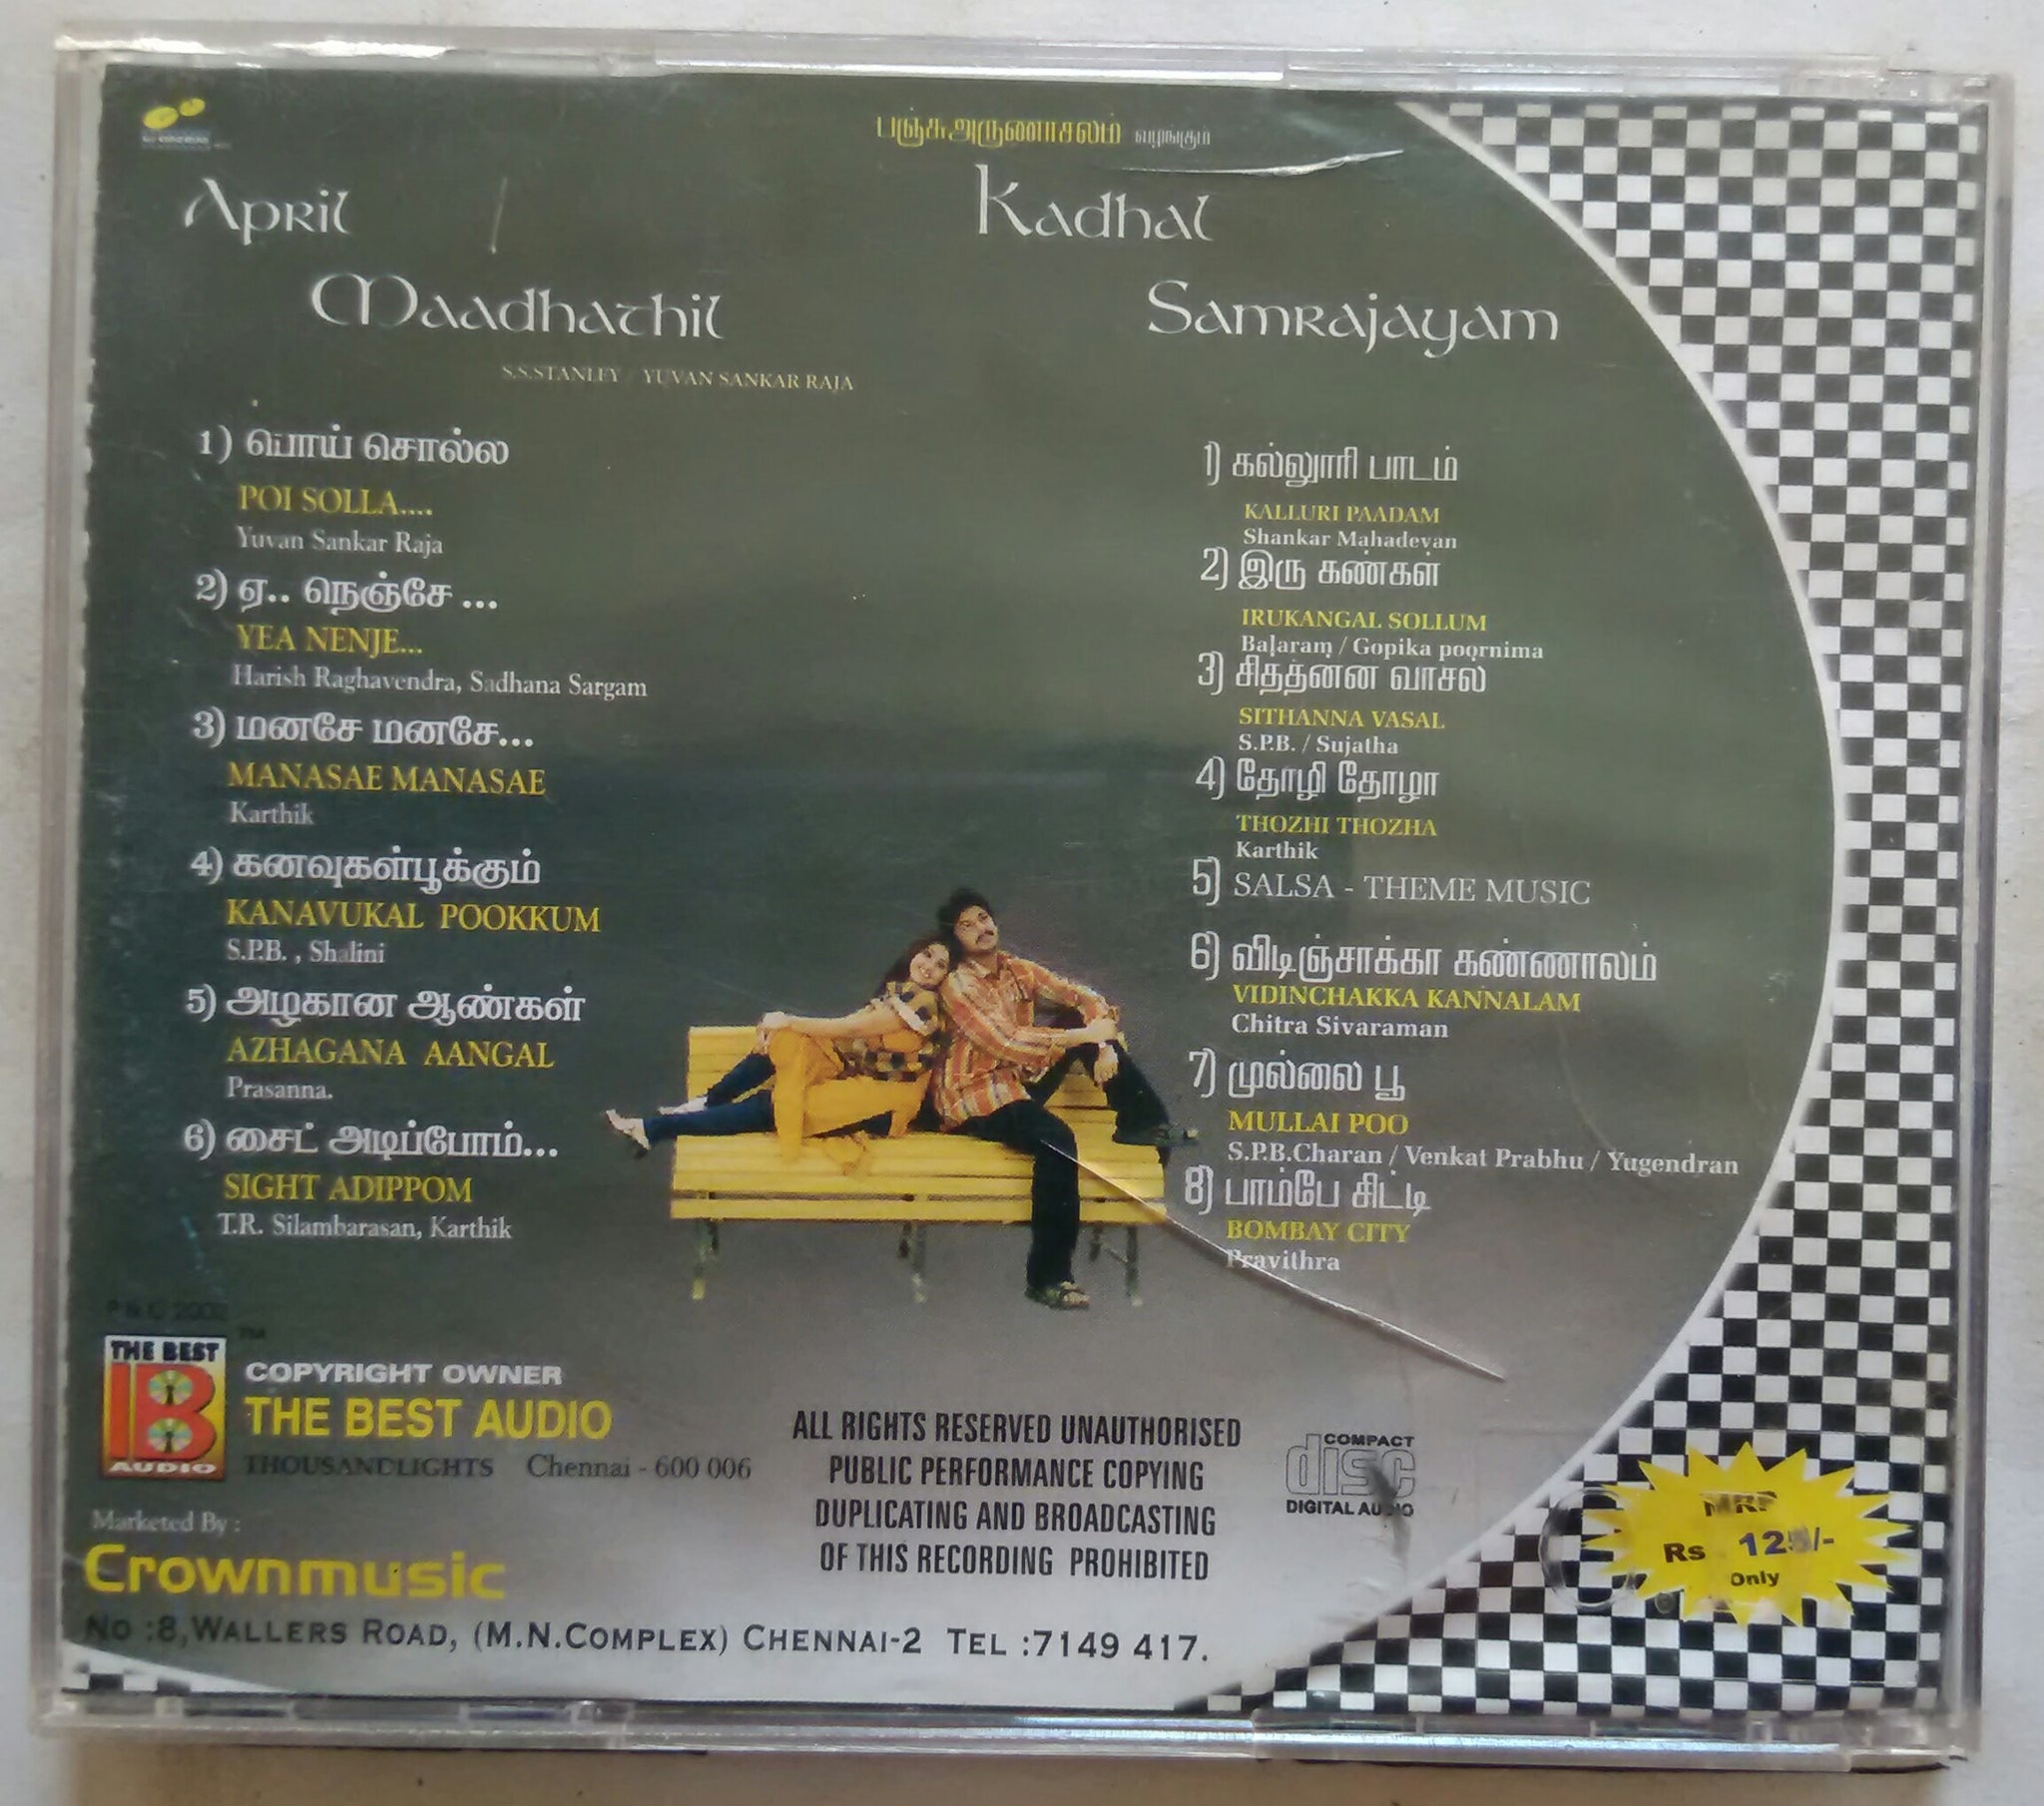 April
Maadhathil
S.S.STANLEY / YUVAN SANKAR RAJA
1) பொய் சொல்ல
POI SOLLA....
Yuvan Sankar Raja
2) ஏ.. நெஞ்சே ...
YEA NENJE...
Harish Raghavendra, Sadhana Sargam
3) மனசே மனசே...
MANASAE MANASAE
Karthik
4) கனவுகள்பூக்கும்
KANAVUKAL POOKKUM
S.P.B. , Shalini
5) அழகான ஆண்கள்
AZHAGANA AANGAL
Prasanna.
6) சைட் அடிப்போம்...
SIGHT ADIPPOM
T.R. Silambarasan, Karthik
பஞ்சுஅருணாசலம் வழங்கும்
Kadhal
Samrajayam
1) கல்லூரி பாடம்
KALLURI PAADAM
Shankar Mahadevan
2) இரு கண்கள்
IRUKANGAL SOLLUM
Balaram / Gopika poornima
3) சித்தன்ன வாசல்
SITHANNA VASAL
S.P.B. / Sujatha
4) தோழி தோழா
THOZHI THOZHA
Karthik
5) SALSA - THEME MUSIC
6) விடிஞ்சாக்கா கண்ணாலம்
VIDINCHAKKA KANNALAM
Chitra Sivaraman
7) முல்லை பூ
MULLAI POO
S.P.B.Charan / Venkat Prabhu / Yugendran
8) பாம்பே சிட்டி
BOMBAY CITY
Pravithra
P & C 2002
THE BEST
B
AUDIO
TM
COPYRIGHT OWNER
THE BEST AUDIO
THOUSANDLIGHTS Chennai - 600 006
Marketed By :
Crownmusic
No :8,Wallers Road, (M.N.Complex) Chennai-2 Tel :7149 417.
ALL RIGHTS RESERVED UNAUTHORISED
PUBLIC PERFORMANCE COPYING
DUPLICATING AND BROADCASTING
OF THIS RECORDING PROHIBITED
COMPACT
disc
DIGITAL AUDIO
MRP
Rs . 125/-
Only